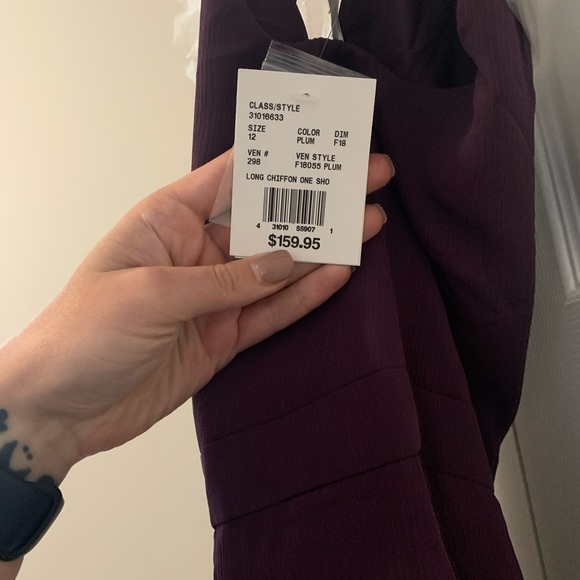 CLASS/STYLE
31016633
SIZE COLOR DIM
12 PLUM F18
VEN # VEN STYLE
298 F18055 PLUM
LONG CHIFFON ONE SHO
4 31010 55907 1
$159.95